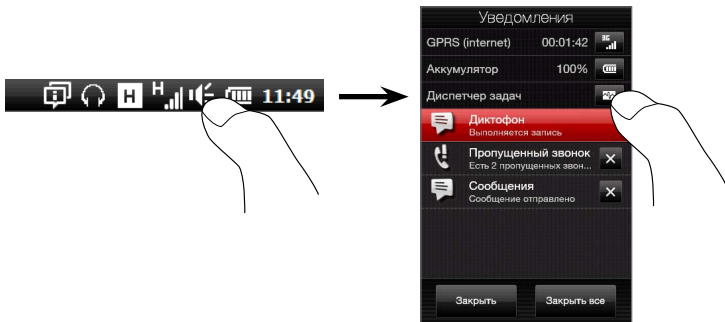 H H 11:49
Уведомления
GPRS (internet) 00:01:42 3G
Аккумулятор 100%
Диспетчер задач
Диктофон
Выполняется запись
Пропущенный звонок
Есть 2 пропущенных звон...
Сообщения
Сообщение отправлено
Закрыть Закрыть все